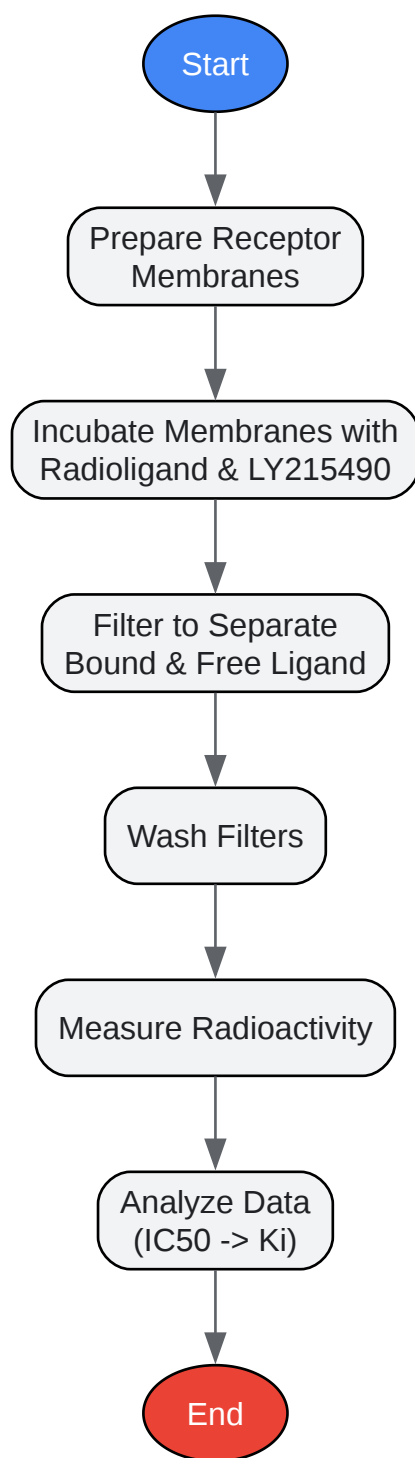 Start
Prepare Receptor
Membranes
Incubate Membranes with
Radioligand & LY215490
Filter to Separate
Bound & Free Ligand
Wash Filters
Measure Radioactivity
Analyze Data
(IC50 -> Ki)
End